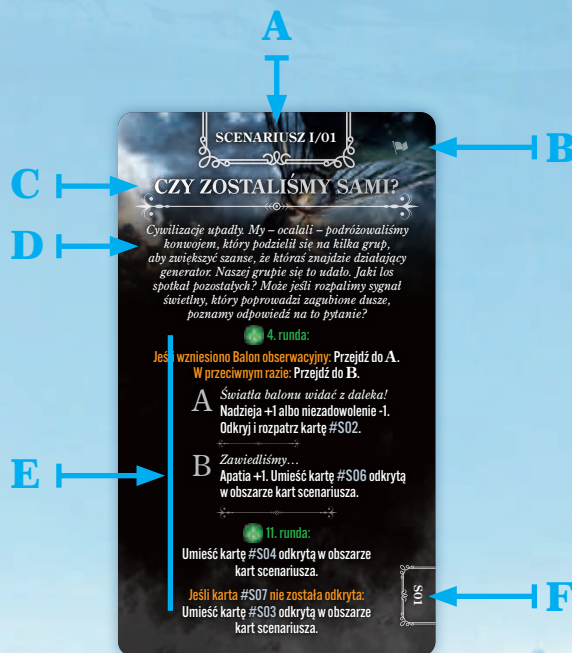 A
SCENARIUSZ I/01
B
C
CZY ZOSTALIŚMY SAMI?
D
Cywilizacje upadły. My – ocalali – podróżowaliśmy
konwojem, który podzielił się na kilka grup,
aby zwiększyć szanse, że któraś znajdzie działający
generator. Naszej grupie się to udało. Jaki los
spotkał pozostałych? Może jeśli rozpalimy sygnał
świetlny, który poprowadzi zagubione dusze,
poznamy odpowiedź na to pytanie?
4. runda:
Jeśli wzniesiono Balon obserwacyjny: Przejdź do A.
W przeciwnym razie: Przejdź do B.
A Światła balonu widać z daleka!
Nadzieja +1 albo niezadowolenie -1.
Odkryj i rozpatrz kartę #S02.
B Zawiedliśmy...
Apatia +1. Umieść kartę #S06 odkrytą
w obszarze kart scenariusza.
E
11. runda:
Umieść kartę #S04 odkrytą w obszarze
kart scenariusza.
Jeśli karta #S07 nie została odkryta:
Umieść kartę #S03 odkrytą w obszarze
kart scenariusza.
S01
F